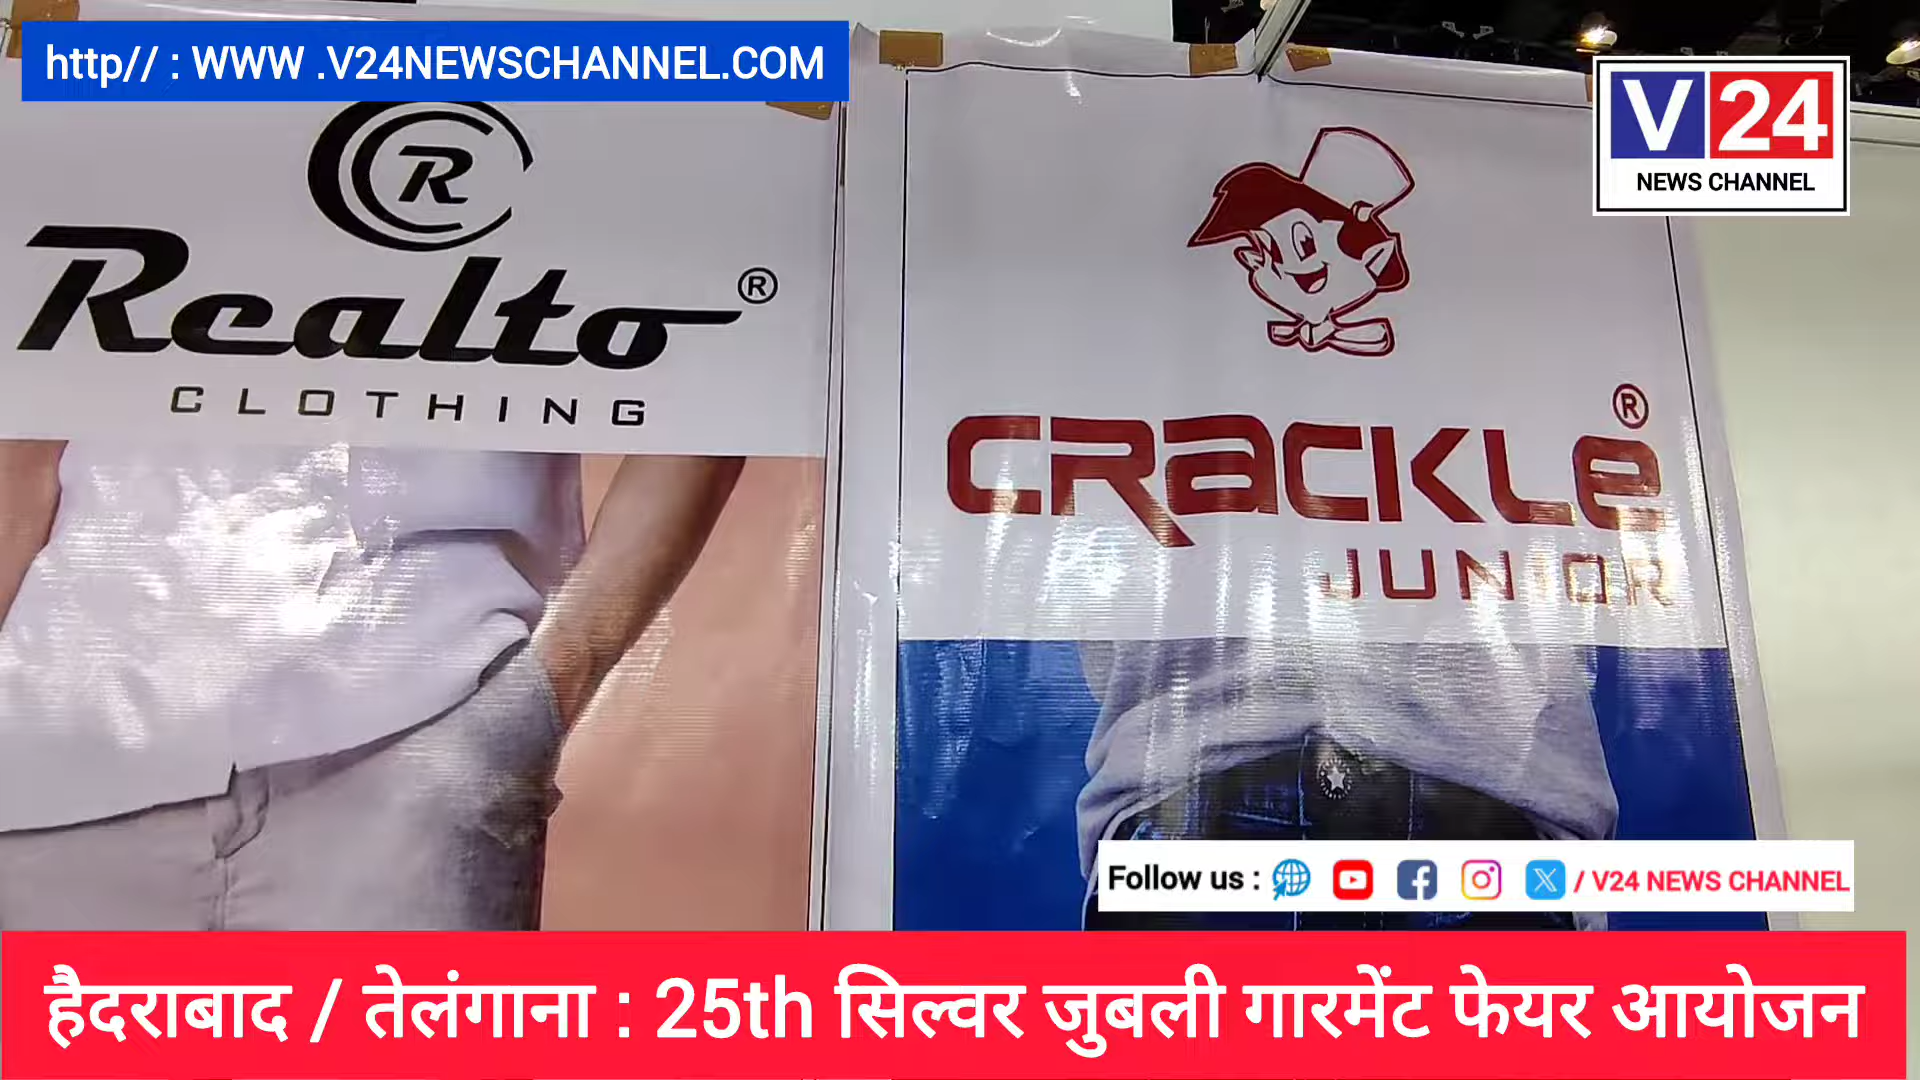 http// : WWW .V24NEWSCHANNEL.COM
V24
NEWS CHANNEL
CR
Realto ®
CLOTHING
CRACKLE ®
JUNIOR
Follow us : / V24 NEWS CHANNEL
हैदराबाद / तेलंगाना : 25th सिल्वर जुबली गारमेंट फेयर आयोजन